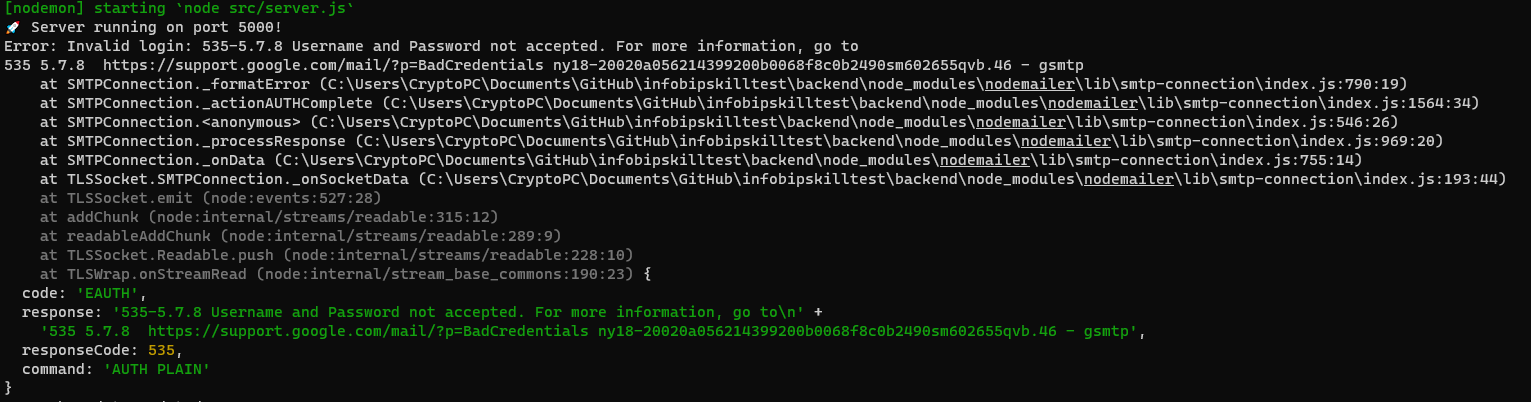 [nodemon] starting `node src/server.js`
🚀 Server running on port 5000!
Error: Invalid login: 535-5.7.8 Username and Password not accepted. For more information, go to
535 5.7.8  https://support.google.com/mail/?p=BadCredentials ny18-20020a056214399200b0068f8c0b2490sm602655qvb.46 - gsmtp
    at SMTPConnection._formatError (C:\Users\CryptoPC\Documents\GitHub\infobipskilltest\backend\node_modules\nodemailer\lib\smtp-connection\index.js:790:19)
    at SMTPConnection._actionAUTHComplete (C:\Users\CryptoPC\Documents\GitHub\infobipskilltest\backend\node_modules\nodemailer\lib\smtp-connection\index.js:1564:34)
    at SMTPConnection.<anonymous> (C:\Users\CryptoPC\Documents\GitHub\infobipskilltest\backend\node_modules\nodemailer\lib\smtp-connection\index.js:546:26)
    at SMTPConnection._processResponse (C:\Users\CryptoPC\Documents\GitHub\infobipskilltest\backend\node_modules\nodemailer\lib\smtp-connection\index.js:969:20)
    at SMTPConnection._onData (C:\Users\CryptoPC\Documents\GitHub\infobipskilltest\backend\node_modules\nodemailer\lib\smtp-connection\index.js:755:14)
    at TLSSocket.SMTPConnection._onSocketData (C:\Users\CryptoPC\Documents\GitHub\infobipskilltest\backend\node_modules\nodemailer\lib\smtp-connection\index.js:193:44)
    at TLSSocket.emit (node:events:527:28)
    at addChunk (node:internal/streams/readable:315:12)
    at readableAddChunk (node:internal/streams/readable:289:9)
    at TLSSocket.Readable.push (node:internal/streams/readable:228:10)
    at TLSWrap.onStreamRead (node:internal/stream_base_commons:190:23) {
  code: 'EAUTH',
  response: '535-5.7.8 Username and Password not accepted. For more information, go to\n' +
    '535 5.7.8  https://support.google.com/mail/?p=BadCredentials ny18-20020a056214399200b0068f8c0b2490sm602655qvb.46 - gsmtp',
  responseCode: 535,
  command: 'AUTH PLAIN'
}